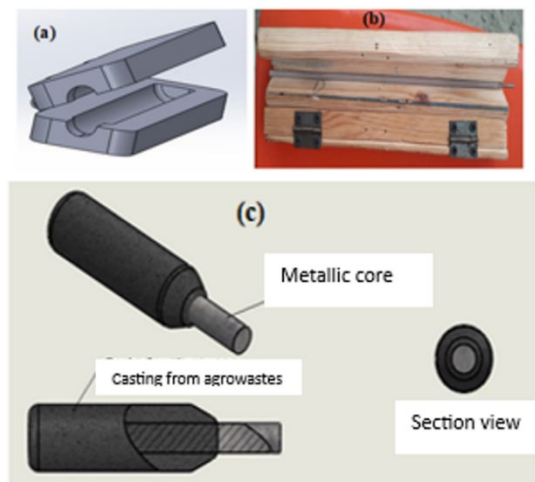 (a)
(b)
(c)
Metallic core
Casting from agrowastes
Section view